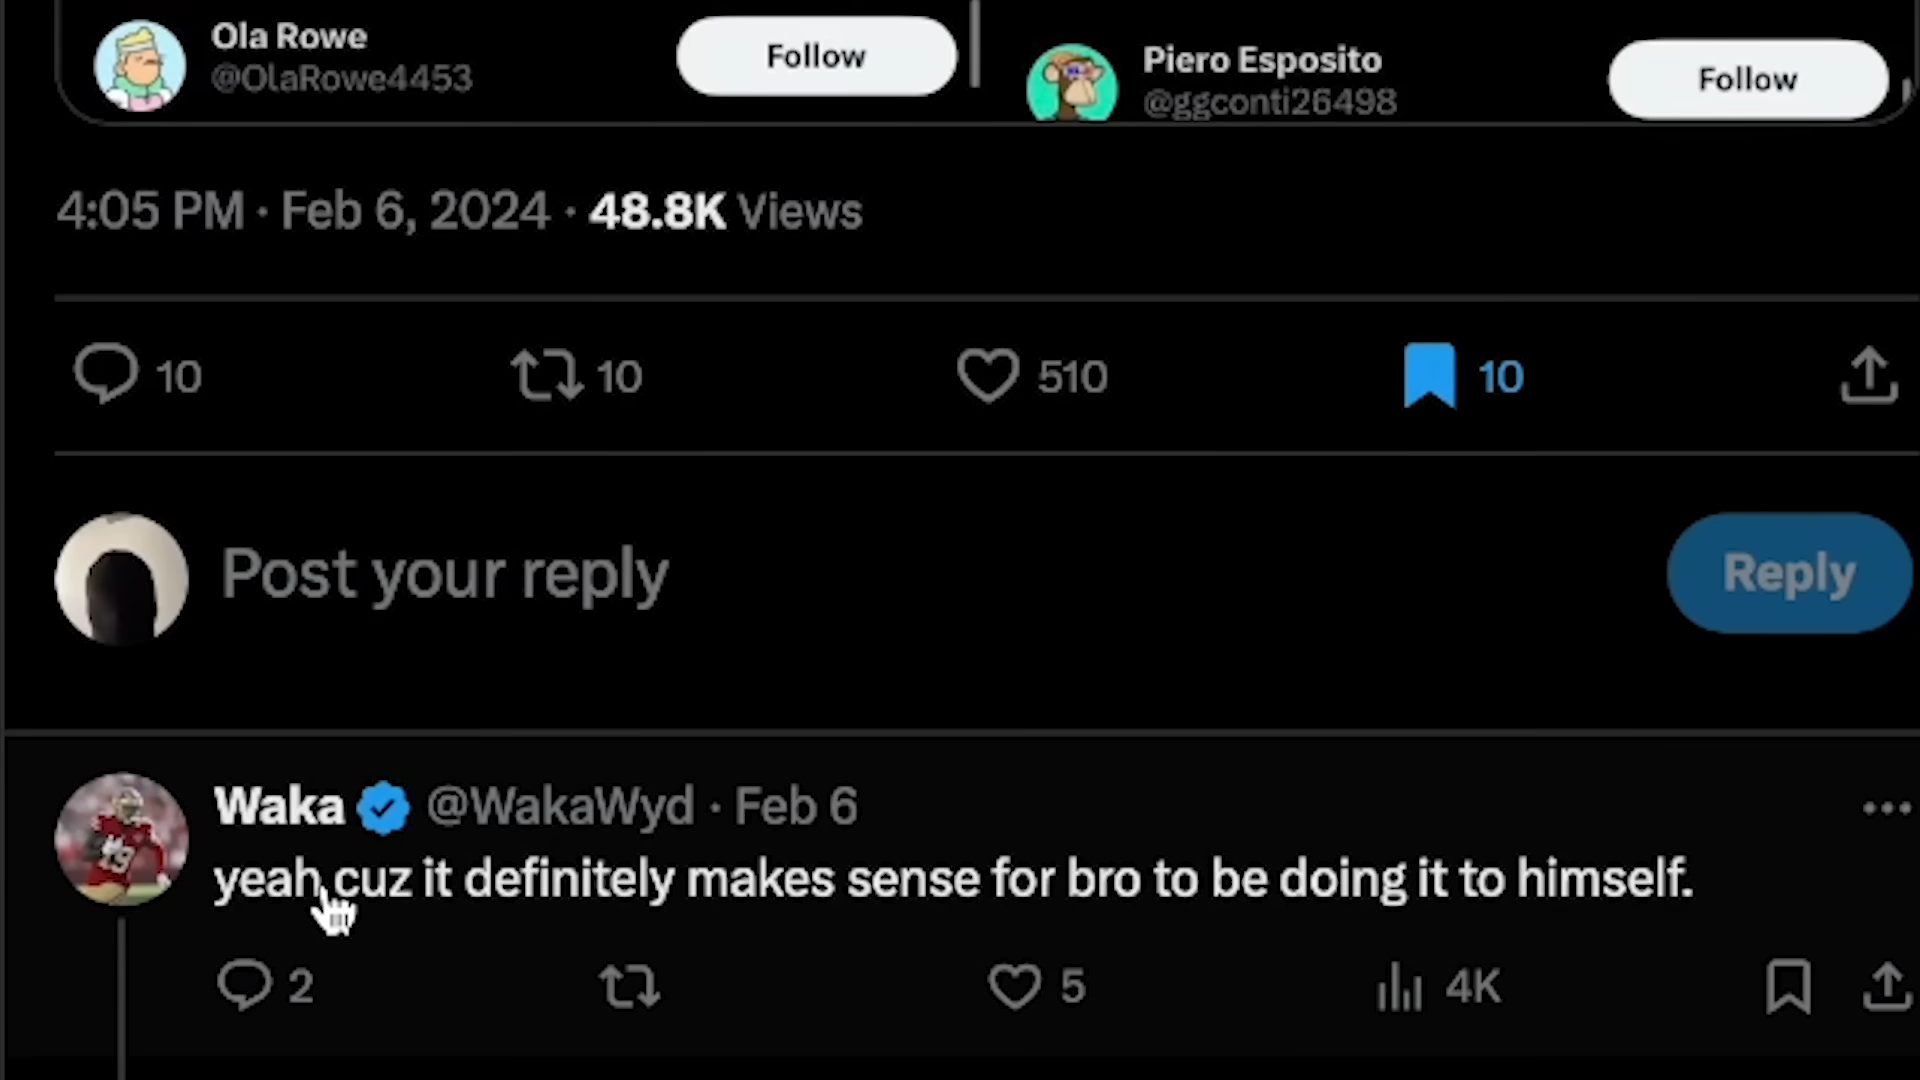 Ola Rowe
@OlaRowe4453
Follow
Piero Esposito
@ggconti26498
Follow
4:05 PM · Feb 6, 2024 · 48.8K Views
10
10
510
10
Post your reply
Reply
Waka @WakaWyd · Feb 6
yeah cuz it definitely makes sense for bro to be doing it to himself.
2
5
4K